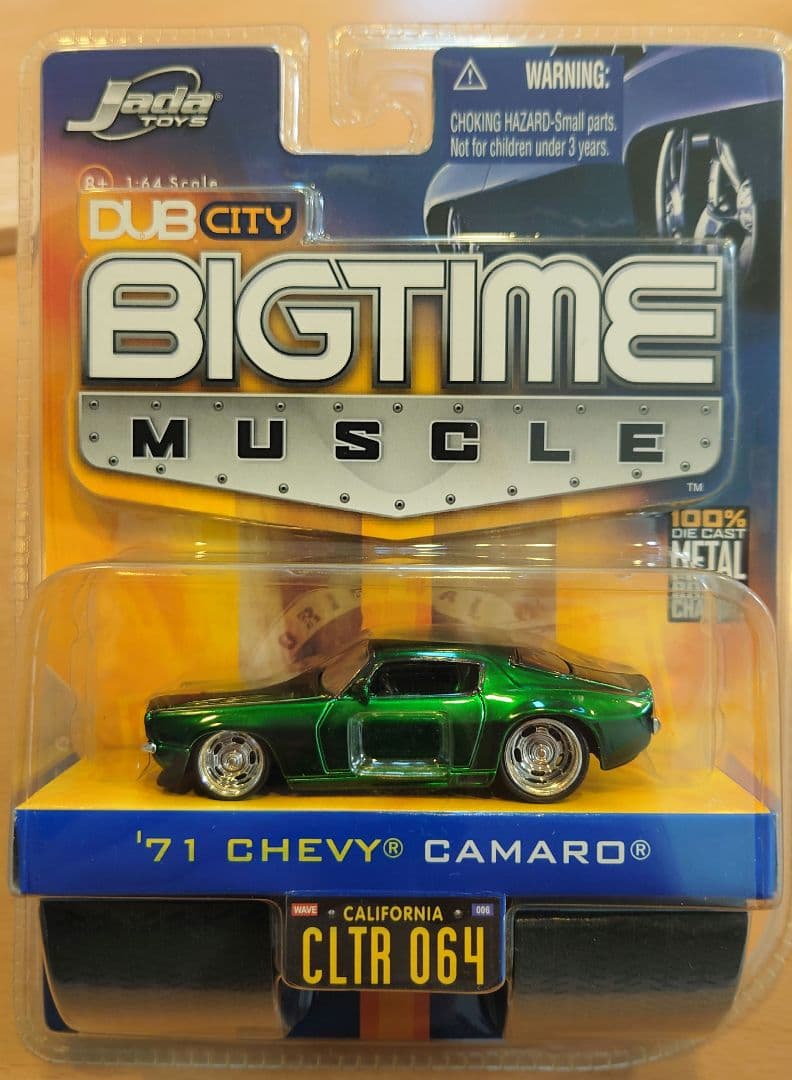 Jada®
TOYS
WARNING:
CHOKING HAZARD-Small parts.
Not for children under 3 years.
8+ 1:64 Scale
DUB CITY
BIGTIME
MUSCLE
TM
100%
DIE CAST
METAL
'71 CHEVY® CAMARO®
WAVE CALIFORNIA 006
CLTR 064